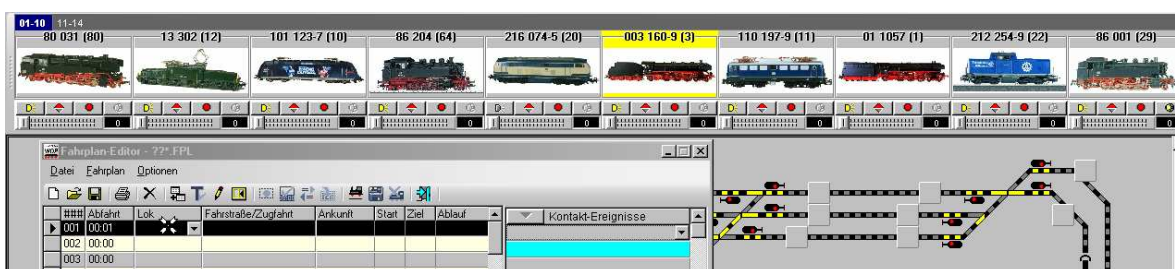 01-10 11-14
80 031 (80) 13 302 (12) 101 123-7 (10) 86 204 (64) 216 074-5 (20) 003 160-9 (3) 110 197-9 (11) 01 1057 (1) 212 254-9 (22) 86 001 (29)
0 0 0 0 0 0 0 0 0 0
Fahrplan-Editor - ??*.FPL
Datei Fahrplan Optionen
### Abfahrt Lok Fahrstraße/Zugfahrt Ankunft Start Ziel Ablauf Kontakt-Ereignisse
001 00:01
002 00:00
003 00:00